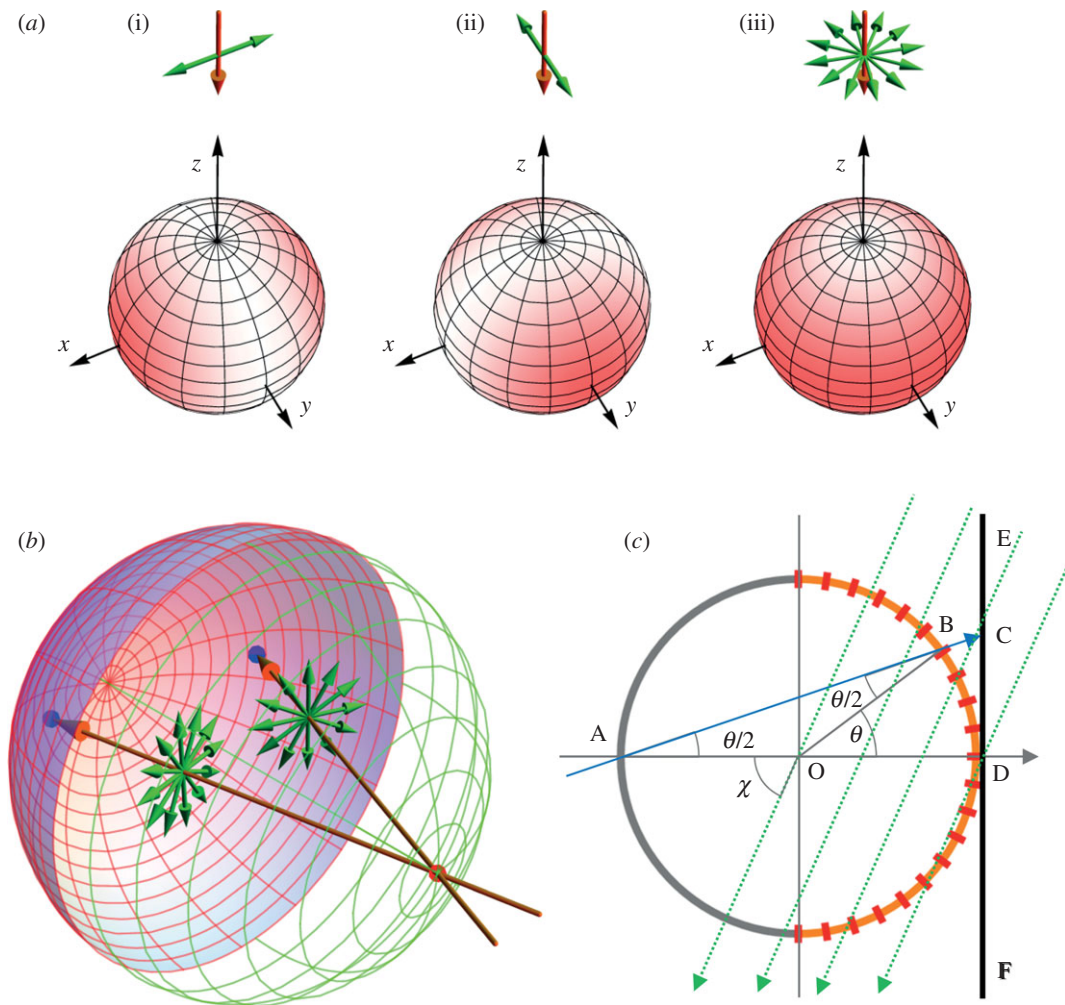 (a) (i) (ii) (iii)
z z z
x x x
y y y
(b) (c)
E
B
C
θ/2
A
θ/2 θ
O D
χ
F